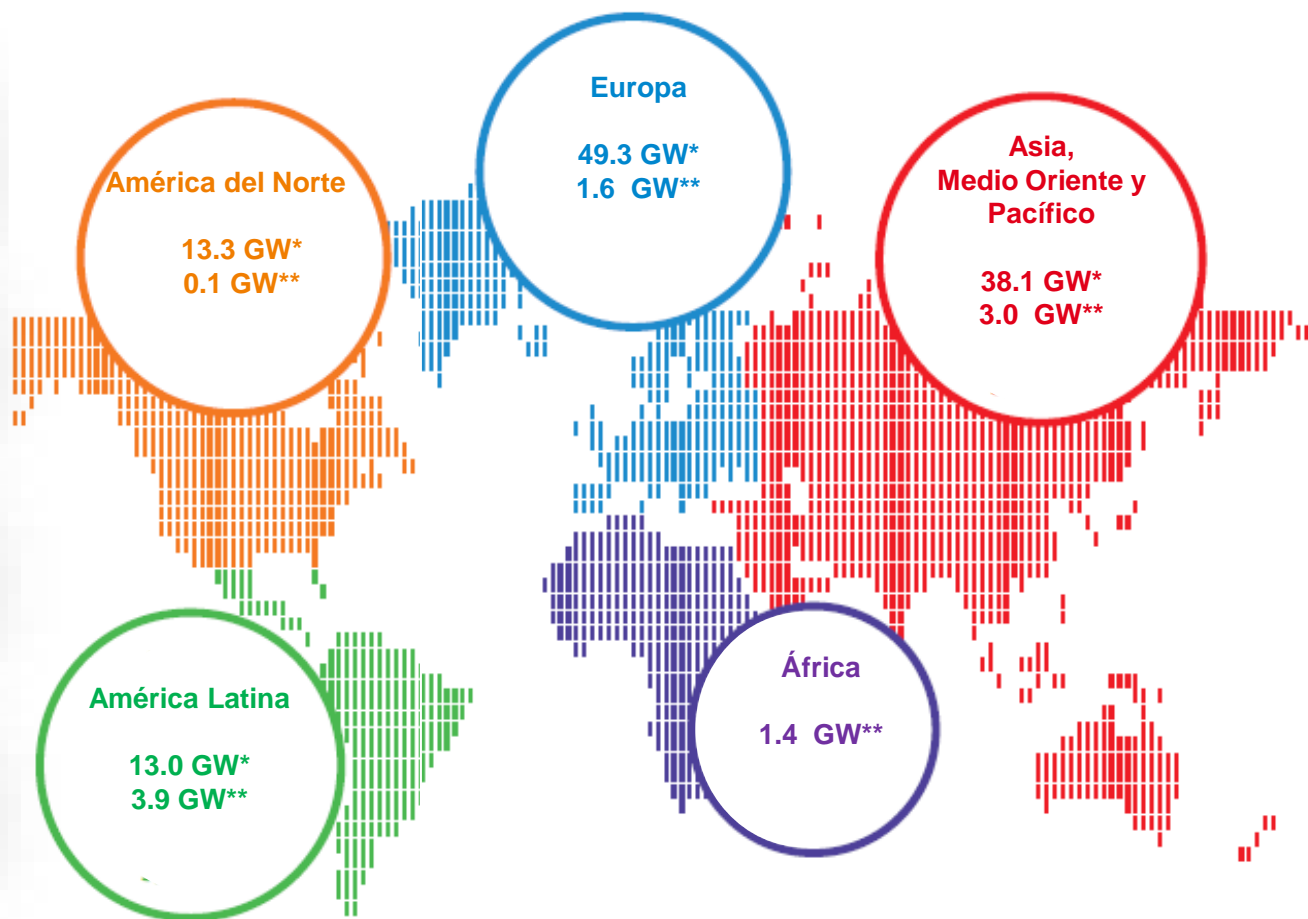 Europa
49.3 GW*
1.6 GW**
América del Norte
13.3 GW*
0.1 GW**
Asia,
Medio Oriente y
Pacífico
38.1 GW*
3.0 GW**
América Latina
13.0 GW*
3.9 GW**
África
1.4 GW**